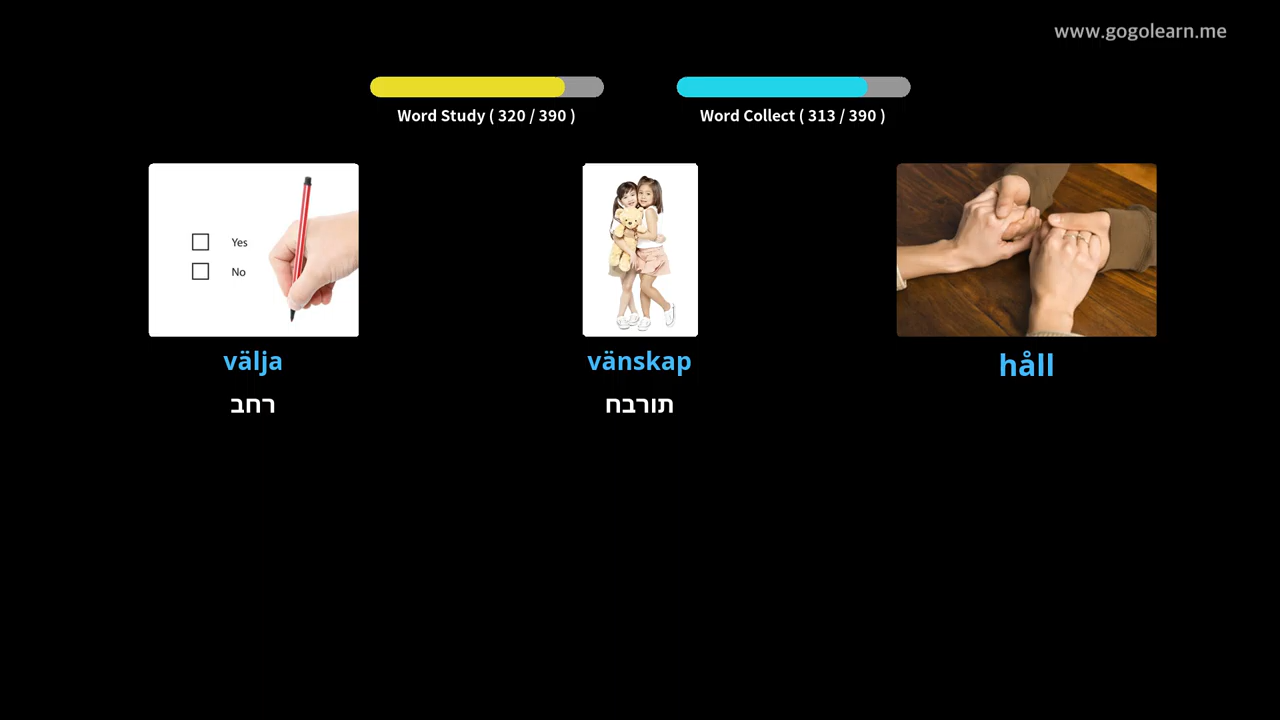 www.gogolearn.me
Word Study ( 320 / 390 )
Word Collect ( 313 / 390 )
Yes
No
välja
רחב
vänskap
תורבח
håll